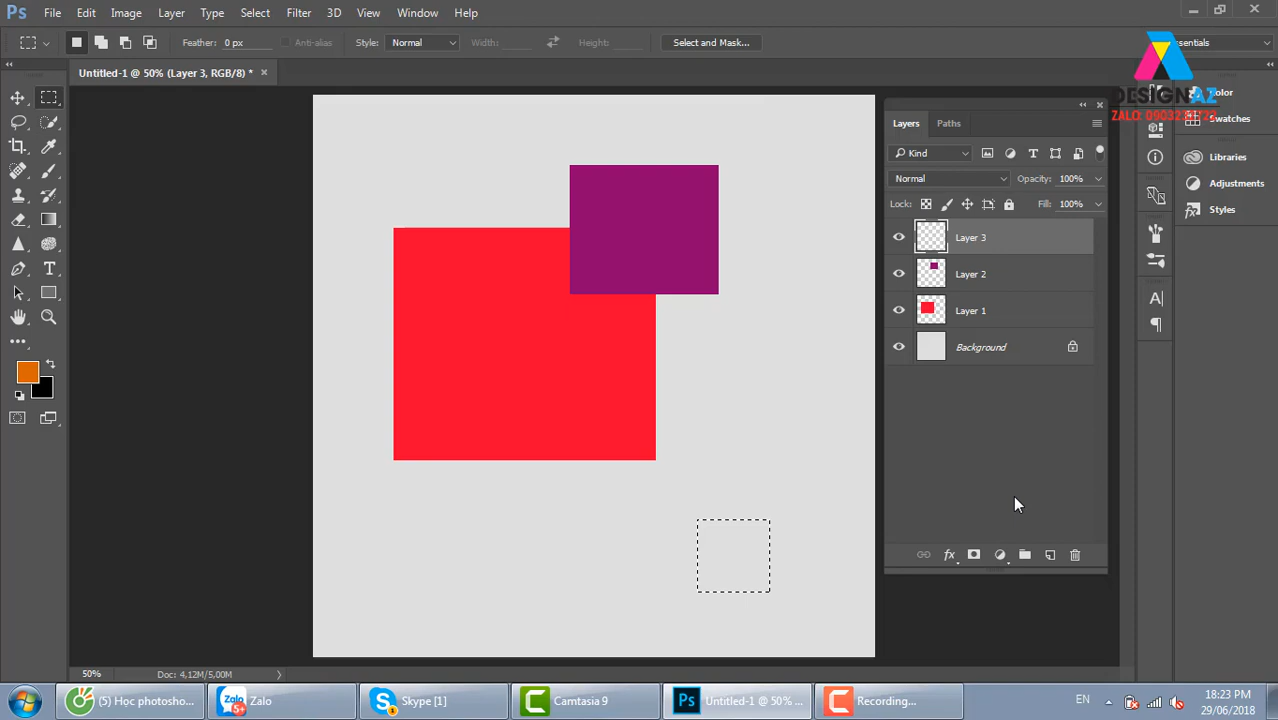 Ps File Edit Image Layer Type Select Filter 3D View Window Help
Feather: 0 px Anti-alias Style: Normal Width: Height: Select and Mask...
Untitled-1 @ 50% (Layer 3, RGB/8) *
Layers Paths
Kind
Normal Opacity: 100%
Lock: Fill: 100%
Layer 3
Layer 2
Layer 1
Background
DESIGNAZ
Color
Swatches
Libraries
Adjustments
Styles
50% Doc: 4,12M/5,00M
(5) Học photosho...
Zalo
Skype [1]
Camtasia 9
Untitled-1 @ 50% ...
Recording...
EN
18:23 PM
29/06/2018